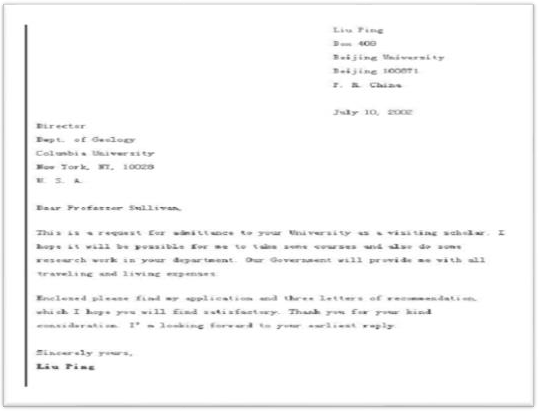 Liu Ping
Box 409
Beijing University
Beijing 100871
P. R. China
July 10, 2002
Director
Dept. of Geology
Columbia University
New York, NY, 10028
U. S. A.
Dear Professor Sullivan,
This is a request for admittance to your University as a visiting scholar. I
hope it will be possible for me to take some courses and also do some
research work in your department. Our Government will provide me with all
traveling and living expenses.
Enclosed please find my application and three letters of recommendation,
which I hope you will find satisfactory. Thank you for your kind
consideration. I'm looking forward to your earliest reply.
Sincerely yours,
Liu Ping